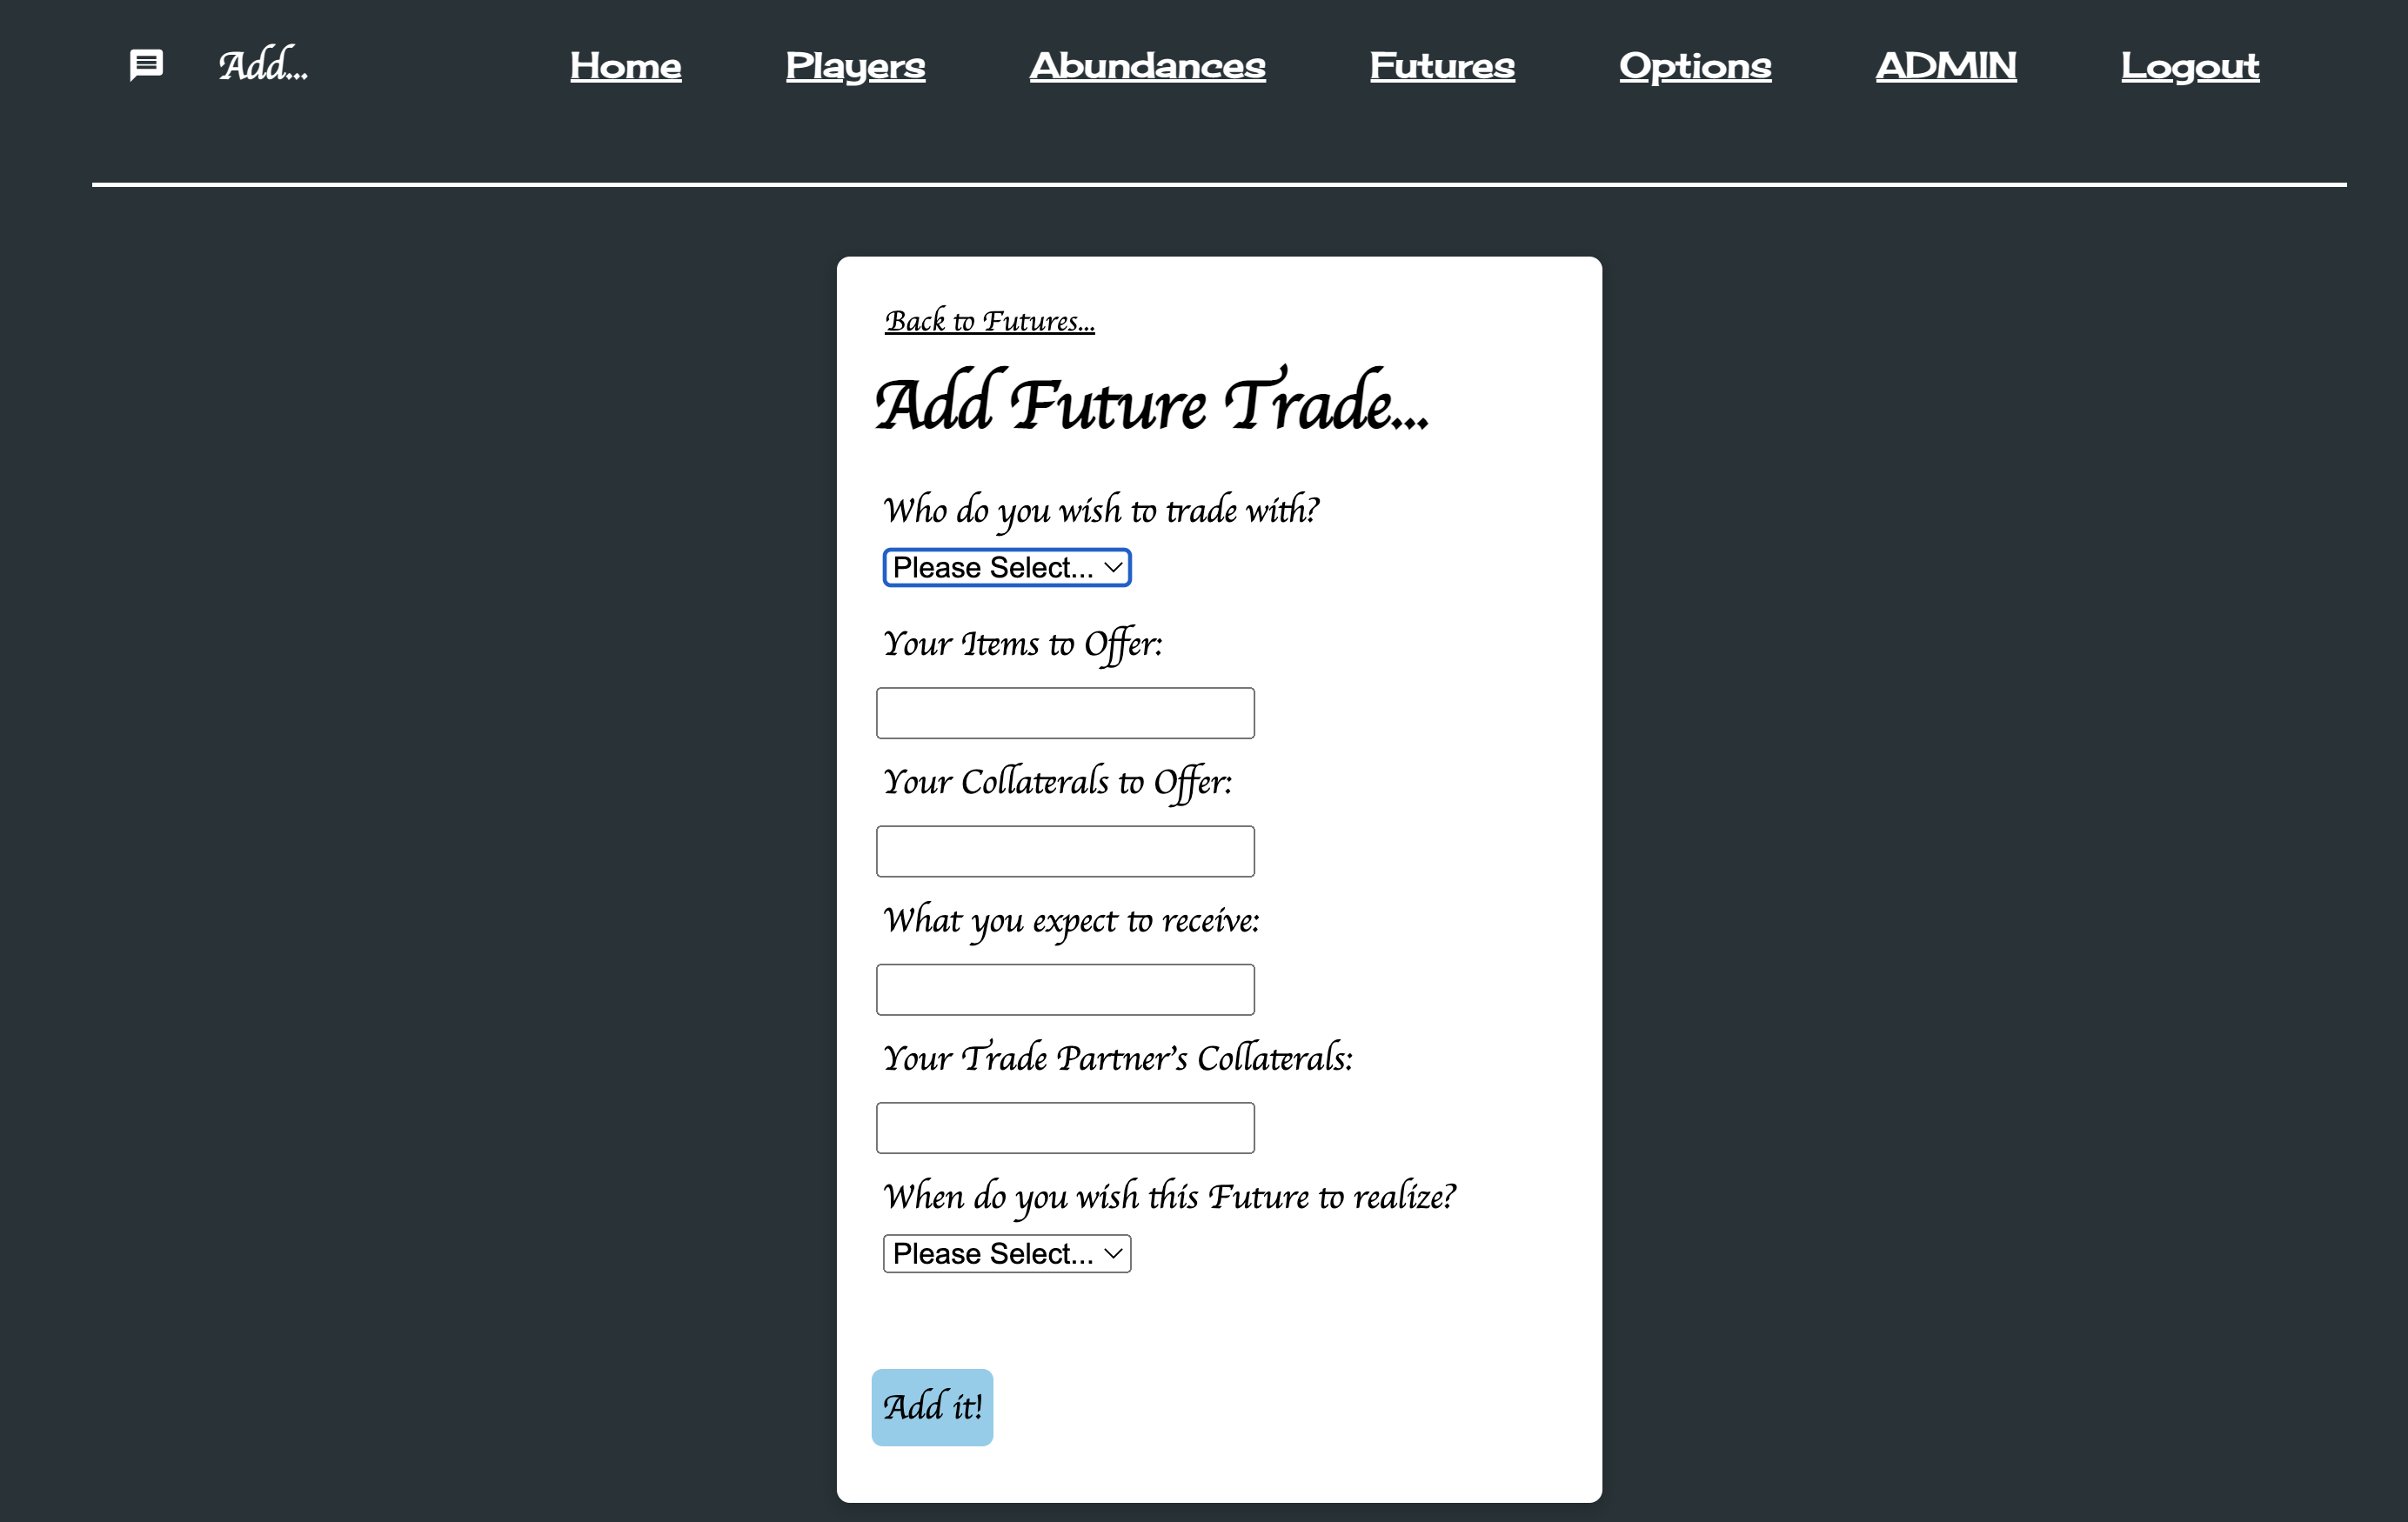 Add... Home Players Abundances Futures Options ADMIN Logout
Back to Futures...
Add Future Trade...
Who do you wish to trade with?
Please Select...
Your Items to Offer:
Your Collaterals to Offer:
What you expect to receive:
Your Trade Partner's Collaterals:
When do you wish this Future to realize?
Please Select...
Add it!